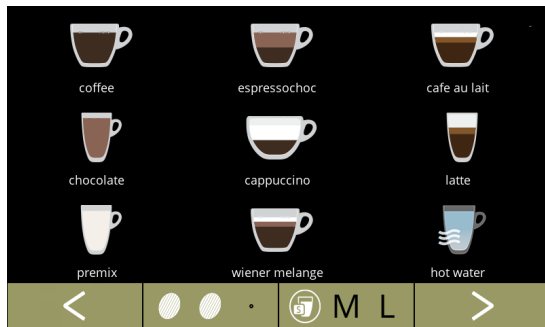 coffee espressochoc cafe au lait
chocolate cappuccino latte
premix wiener melange hot water
< S M L >